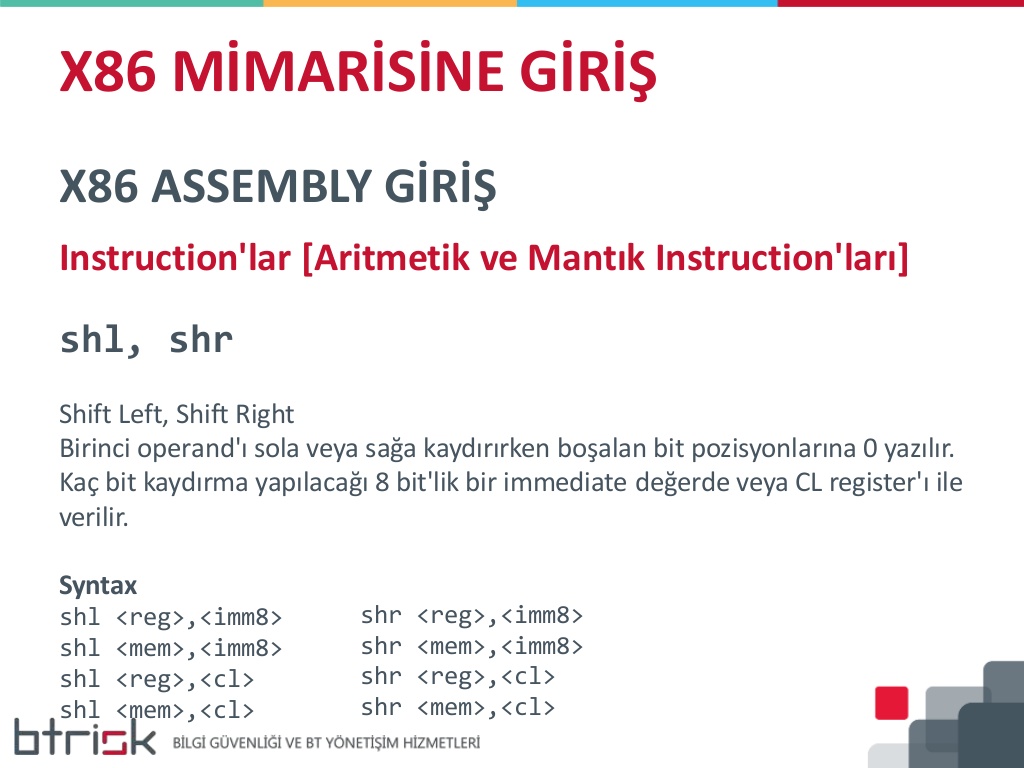 X86 MİMARİSİNE GİRİŞ
X86 ASSEMBLY GİRİŞ
Instruction'lar [Aritmetik ve Mantık Instruction'ları]
shl, shr
Shift Left, Shift Right
Birinci operand'ı sola veya sağa kaydırırken boşalan bit pozisyonlarına 0 yazılır.
Kaç bit kaydırma yapılacağı 8 bit'lik bir immediate değerde veya CL register'ı ile
verilir.
Syntax
shl <reg>,<imm8>
shl <mem>,<imm8>
shl <reg>,<cl>
shl <mem>,<cl>
shr <reg>,<imm8>
shr <mem>,<imm8>
shr <reg>,<cl>
shr <mem>,<cl>
btrisk BİLGİ GÜVENLİĞİ VE BT YÖNETİŞİM HİZMETLERİ